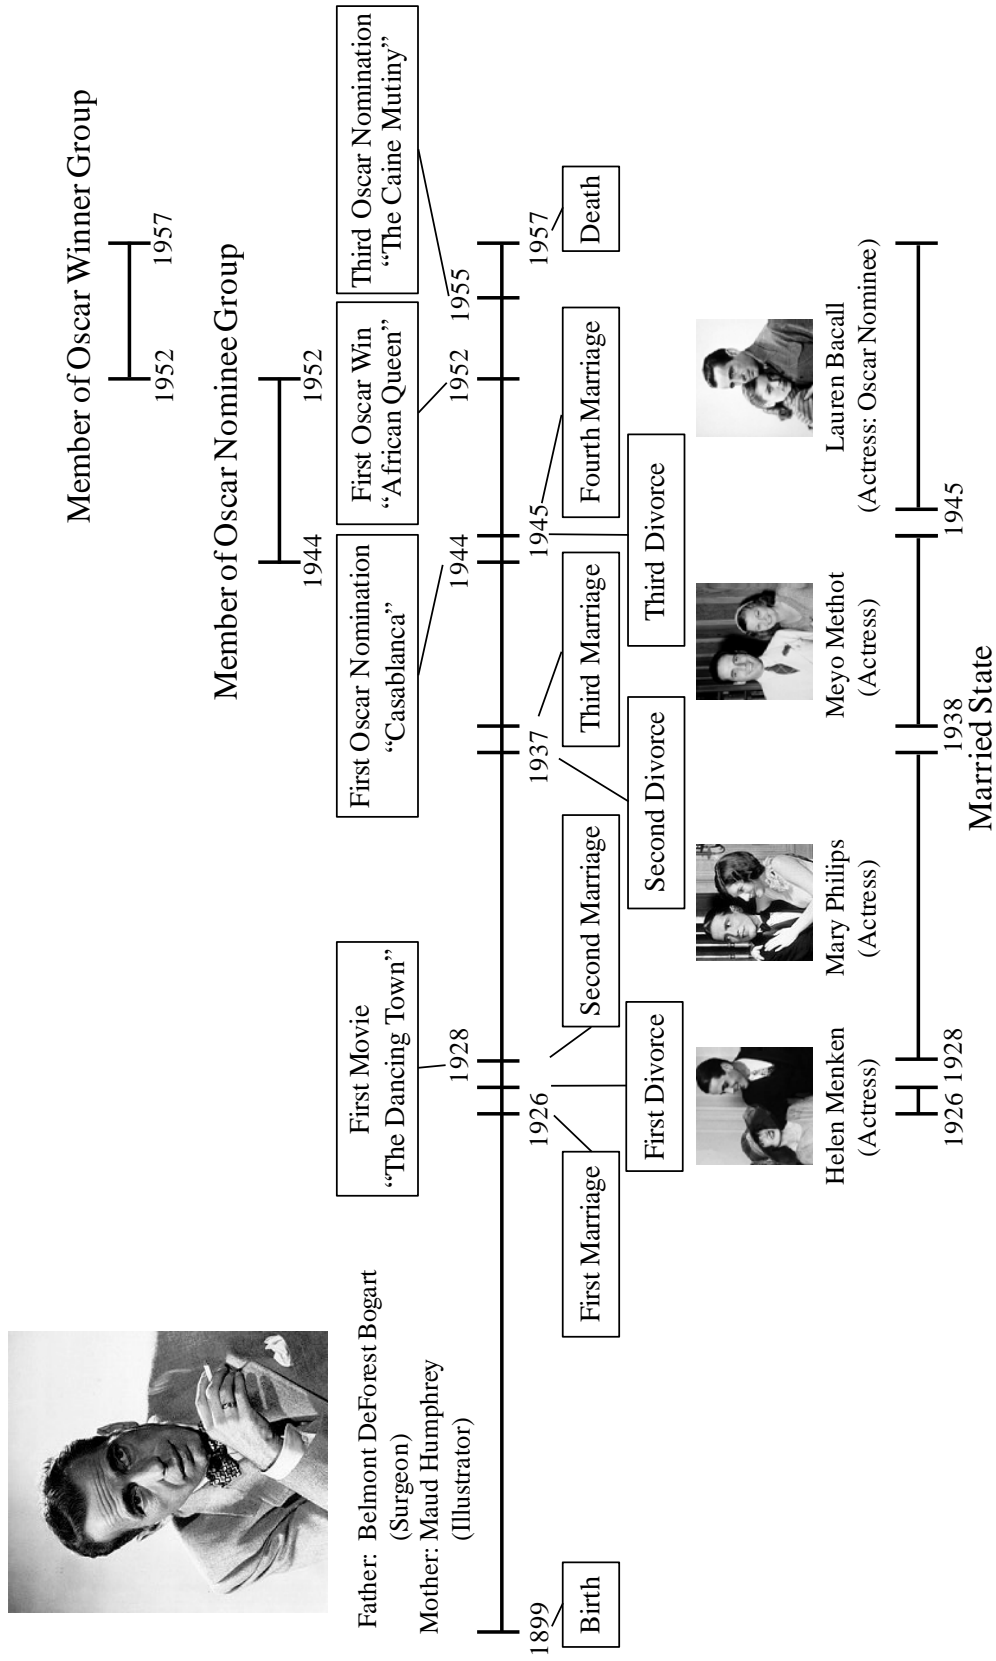 Member of Oscar Winner Group
1952
1957
Member of Oscar Nominee Group
1944
1952
Father: Belmont DeForest Bogart
(Surgeon)
Mother: Maud Humphrey
(Illustrator)
First Movie
“The Dancing Town”
First Oscar Nomination
“Casablanca”
First Oscar Win
“African Queen”
Third Oscar Nomination
“The Caine Mutiny”
1928
1944
1952
1955
1899
1926
1937
1945
1957
Birth
First Marriage
Second Marriage
Third Marriage
Fourth Marriage
Death
First Divorce
Second Divorce
Third Divorce
Helen Menken
(Actress)
Mary Philips
(Actress)
Meyo Methot
(Actress)
Lauren Bacall
(Actress: Oscar Nominee)
1926
1928
1938
1945
Married State